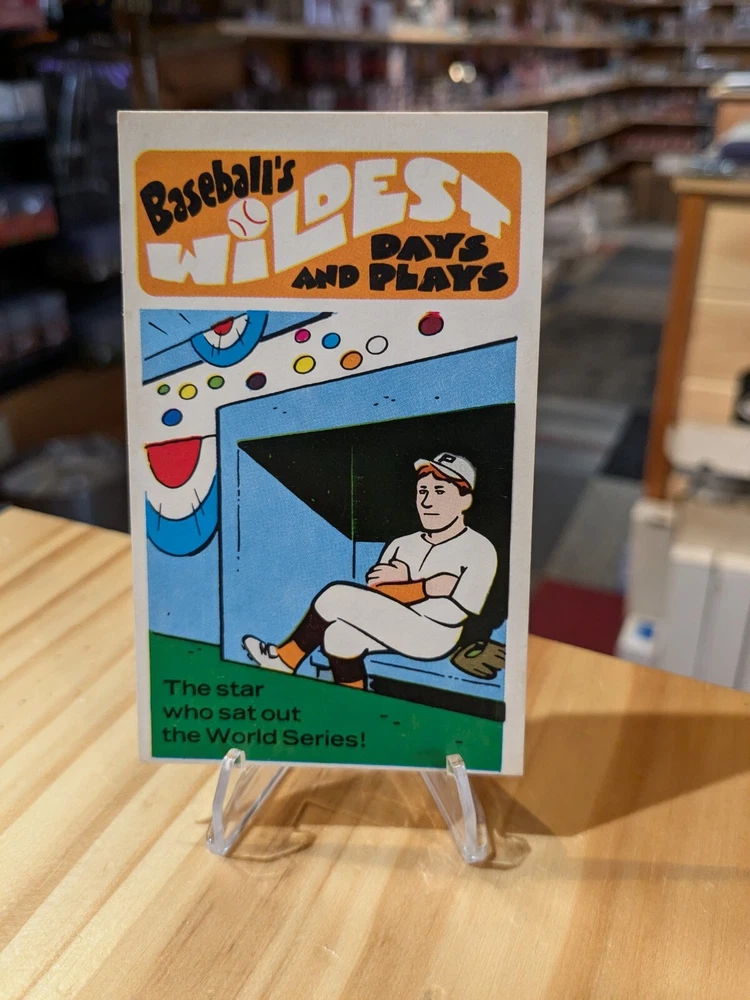 Baseball's
WiLDEST
DAYS
AND PLAYS
P
The star
who sat out
the World Series!